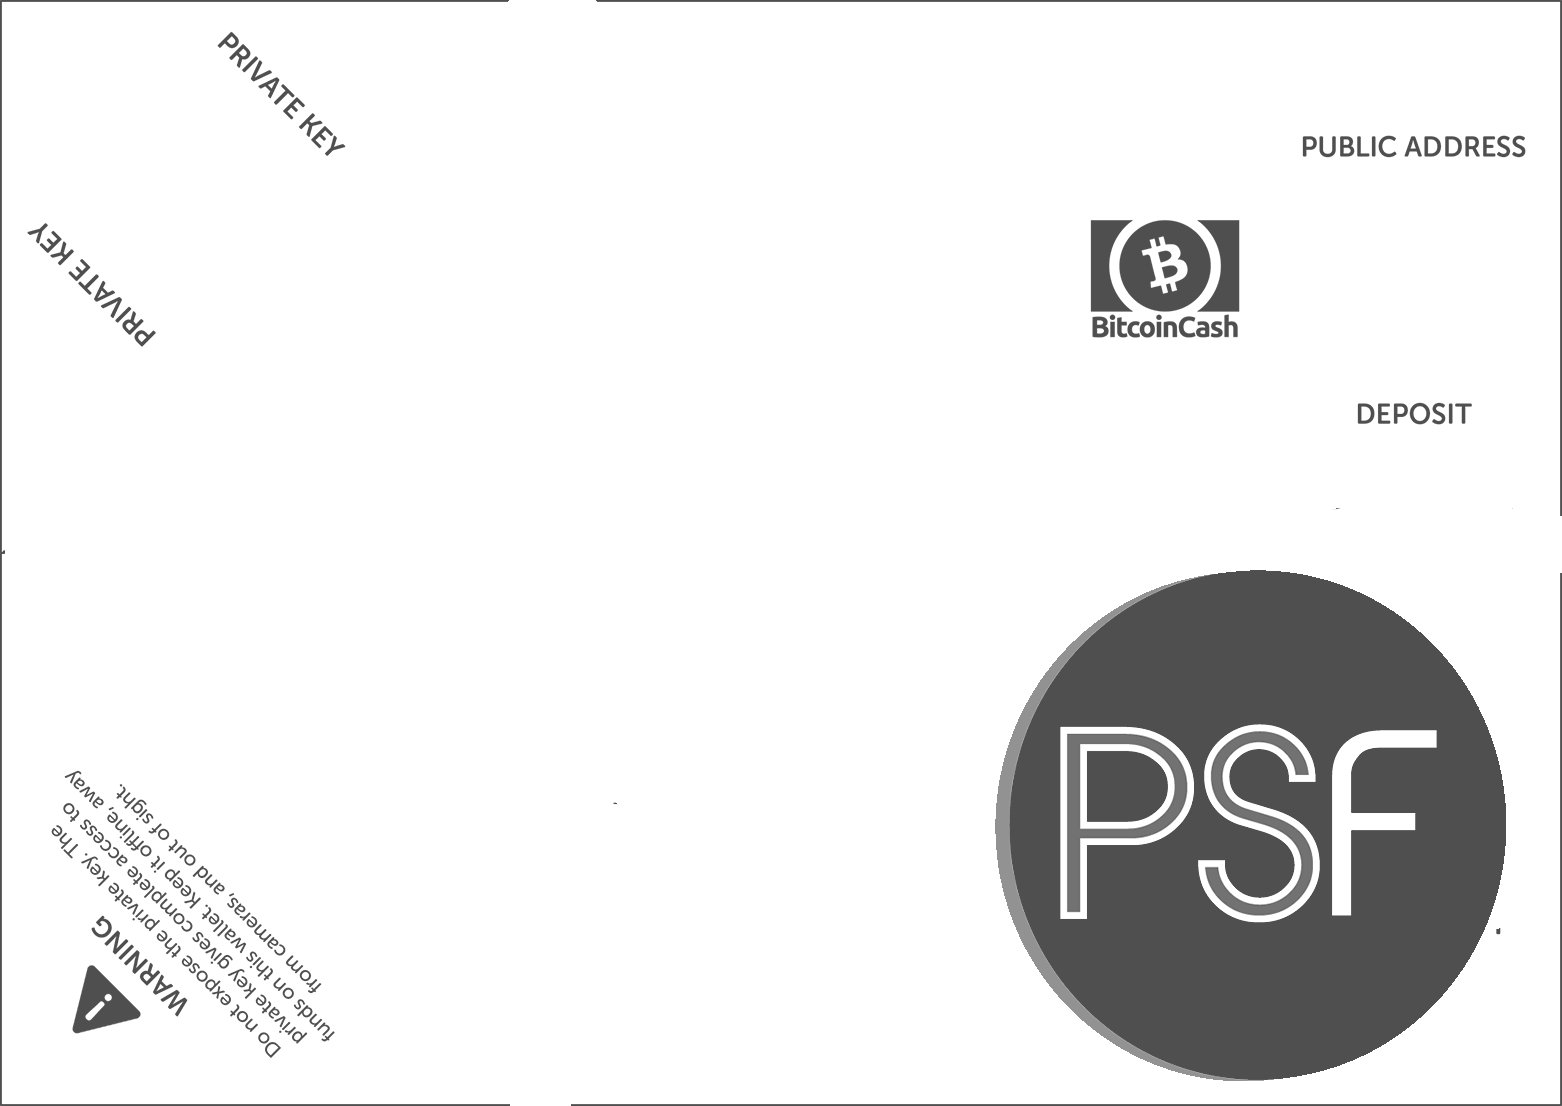 PRIVATE KEY
PRIVATE KEY
PUBLIC ADDRESS
BitcoinCash
DEPOSIT
PSF
WARNING
Do not expose the private key. The
private key gives complete access to
funds on this wallet. Keep it offline, away
from cameras, and out of sight.